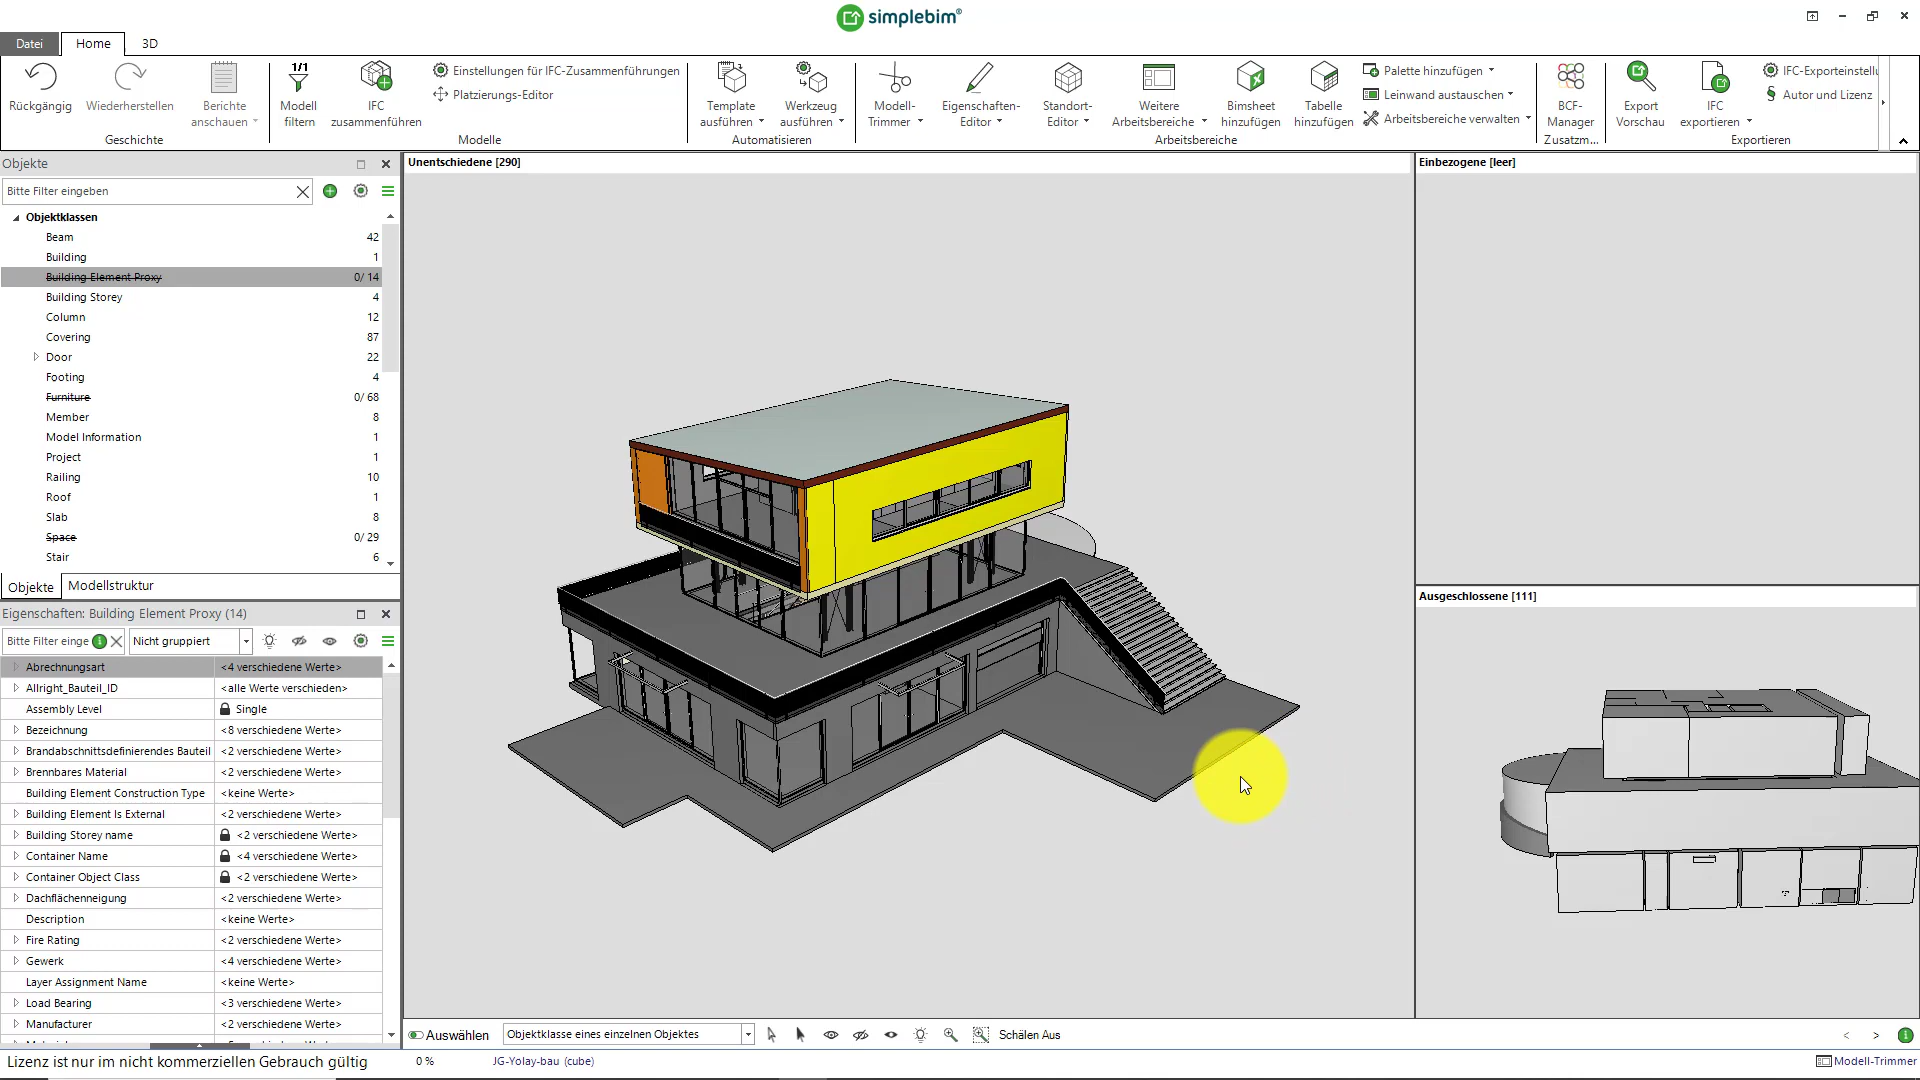 simplebim®
Datei
Home
3D
Rückgängig
Wiederherstellen
Berichte
anschauen
Geschichte
1/1
Modell
filtern
IFC
zusammenführen
Einstellungen für IFC-Zusammenführungen
Platzierungs-Editor
Modelle
Template
ausführen
Werkzeug
ausführen
Automatisieren
Modell-
Trimmer
Eigenschaften-
Editor
Standort-
Editor
Weitere
Arbeitsbereiche
Bimsheet
hinzufügen
Tabelle
hinzufügen
Palette hinzufügen
Leinwand austauschen
Arbeitsbereiche verwalten
Arbeitsbereiche
BCF-
Manager
Zusatzm...
Export
Vorschau
IFC
exportieren
IFC-Exporteinstellu
Autor und Lizenz
Exportieren
Objekte
Bitte Filter eingeben
Objektklassen
Beam 42
Building 1
Building Element Proxy 0/ 14
Building Storey 4
Column 12
Covering 87
Door 22
Footing 4
Furniture 0/ 68
Member 8
Model Information 1
Project 1
Railing 10
Roof 1
Slab 8
Space 0/ 29
Stair 6
Objekte
Modellstruktur
Eigenschaften: Building Element Proxy (14)
Bitte Filter einge
Nicht gruppiert
Abrechnungsart <4 verschiedene Werte>
Allright_Bauteil_ID <alle Werte verschieden>
Assembly Level Single
Bezeichnung <8 verschiedene Werte>
Brandabschnittsdefinierendes Bauteil <2 verschiedene Werte>
Brennbares Material <2 verschiedene Werte>
Building Element Construction Type <keine Werte>
Building Element Is External <2 verschiedene Werte>
Building Storey name <2 verschiedene Werte>
Container Name <4 verschiedene Werte>
Container Object Class <2 verschiedene Werte>
Dachflächenneigung <2 verschiedene Werte>
Description <keine Werte>
Fire Rating <2 verschiedene Werte>
Gewerk <4 verschiedene Werte>
Layer Assignment Name <keine Werte>
Load Bearing <3 verschiedene Werte>
Manufacturer <2 verschiedene Werte>
Unentschiedene [290]
Einbezogene [leer]
Ausgeschlossene [111]
Auswählen
Objektklasse eines einzelnen Objektes
Schälen Aus
Lizenz ist nur im nicht kommerziellen Gebrauch gültig
0 %
JG-Yolay-bau (cube)
Modell-Trimmer